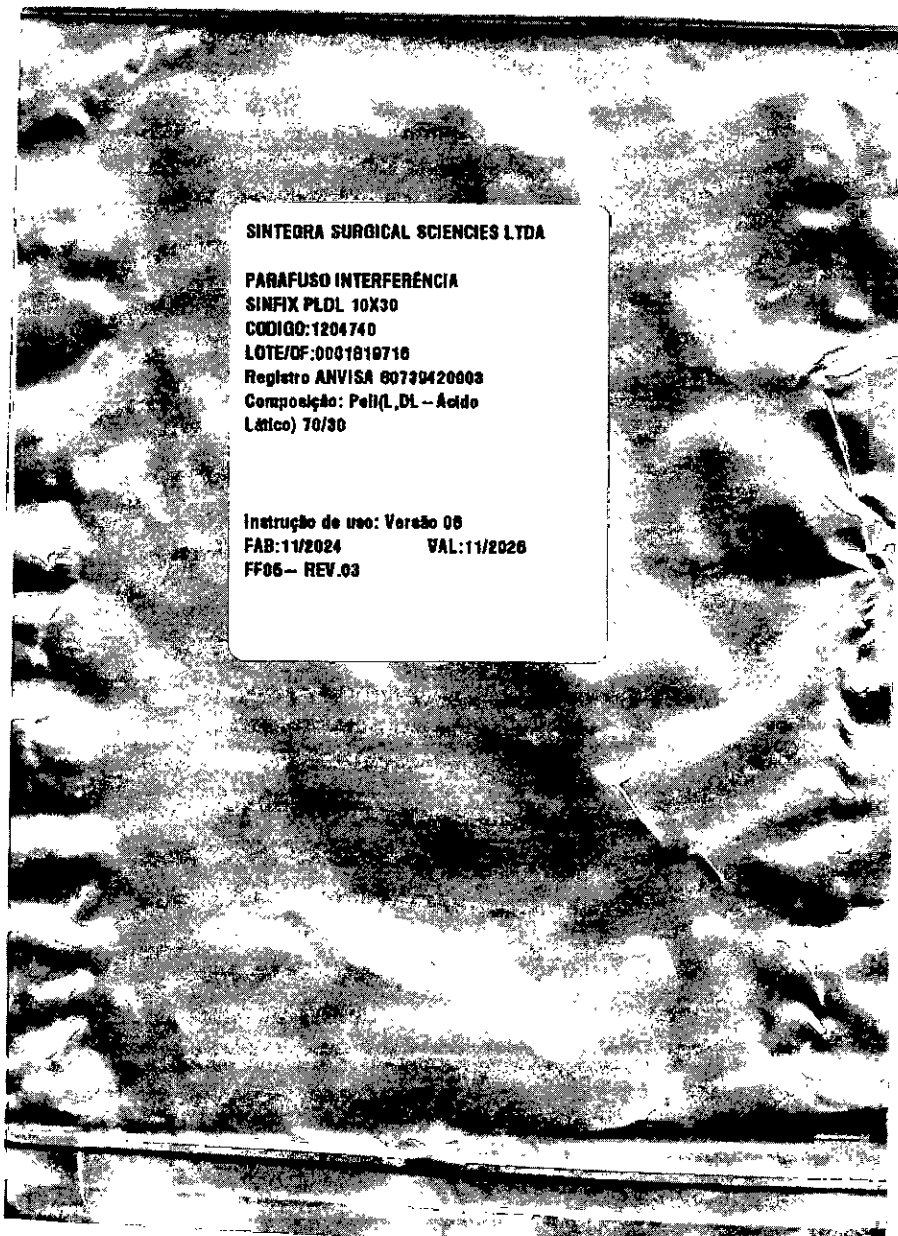 SINTEGRA SURGICAL SCIENCIES LTDA
PARAFUSO INTERFERÊNCIA
SINFIX PLDL 10X30
CODIGO:1204740
LOTE/OF:0001819716
Registro ANVISA 80739420003
Composição: Poli(L,DL – Ácido
Lático) 70/30
Instrução de uso: Versão 06
FAB:11/2024 VAL:11/2026
FF05 – REV.03